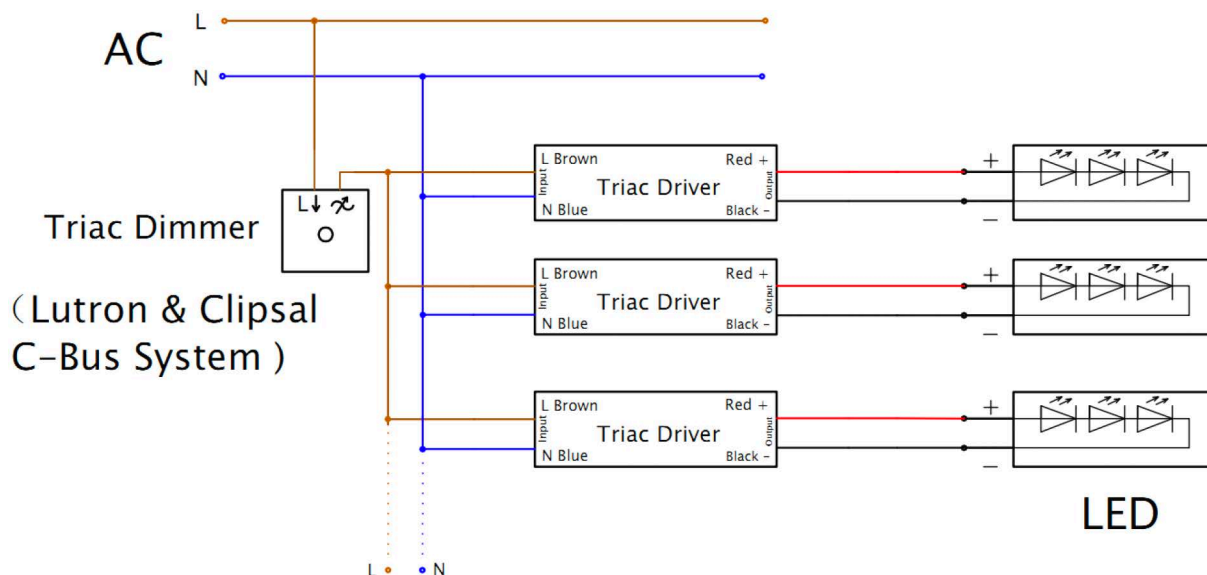 L
AC
N
L Brown
Red +
Input
Triac Driver
Output
N Blue
Black -
+
−
L
Triac Dimmer
(Lutron & Clipsal
C-Bus System )
L Brown
Red +
Input
Triac Driver
Output
N Blue
Black -
+
−
L Brown
Red +
Input
Triac Driver
Output
N Blue
Black -
+
−
LED
L
N